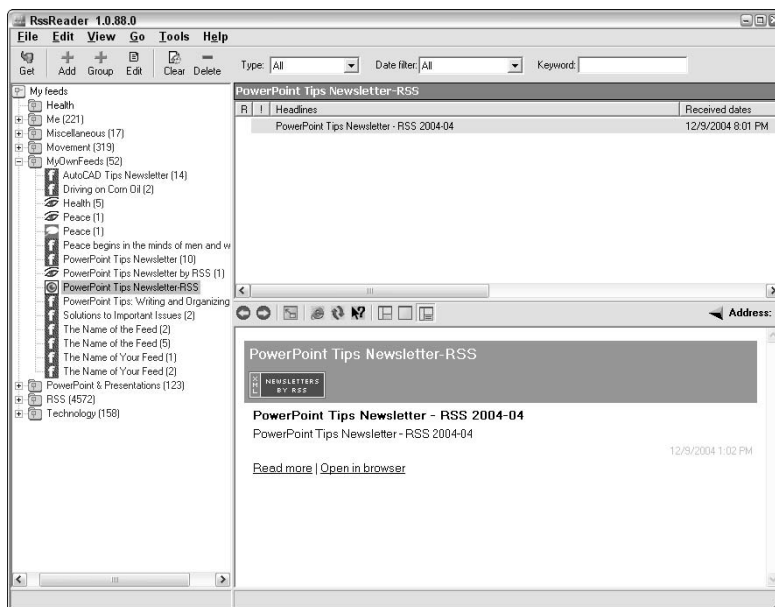 RssReader 1.0.88.0
File Edit View Go Tools Help
Get Add Group Edit Clear Delete Type: All Date filter: All Keyword:
My feeds
Health
Me (221)
Miscellaneous (17)
Movement (319)
MyOwnFeeds (52)
AutoCAD Tips Newsletter (14)
Driving on Corn Oil (2)
Health (5)
Peace (1)
Peace (1)
Peace begins in the minds of men and w
PowerPoint Tips Newsletter (10)
PowerPoint Tips Newsletter by RSS (1)
PowerPoint Tips Newsletter-RSS
PowerPoint Tips: Writing and Organizing
Solutions to Important Issues (2)
The Name of the Feed (2)
The Name of the Feed (5)
The Name of Your Feed (1)
The Name of Your Feed (2)
PowerPoint & Presentations (123)
RSS (4572)
Technology (158)
PowerPoint Tips Newsletter-RSS
R ! Headlines Received dates
PowerPoint Tips Newsletter - RSS 2004-04 12/9/2004 8:01 PM
Address:
PowerPoint Tips Newsletter-RSS
XML NEWSLETTERS
BY RSS
PowerPoint Tips Newsletter - RSS 2004-04
PowerPoint Tips Newsletter - RSS 2004-04
12/9/2004 1:02 PM
Read more | Open in browser